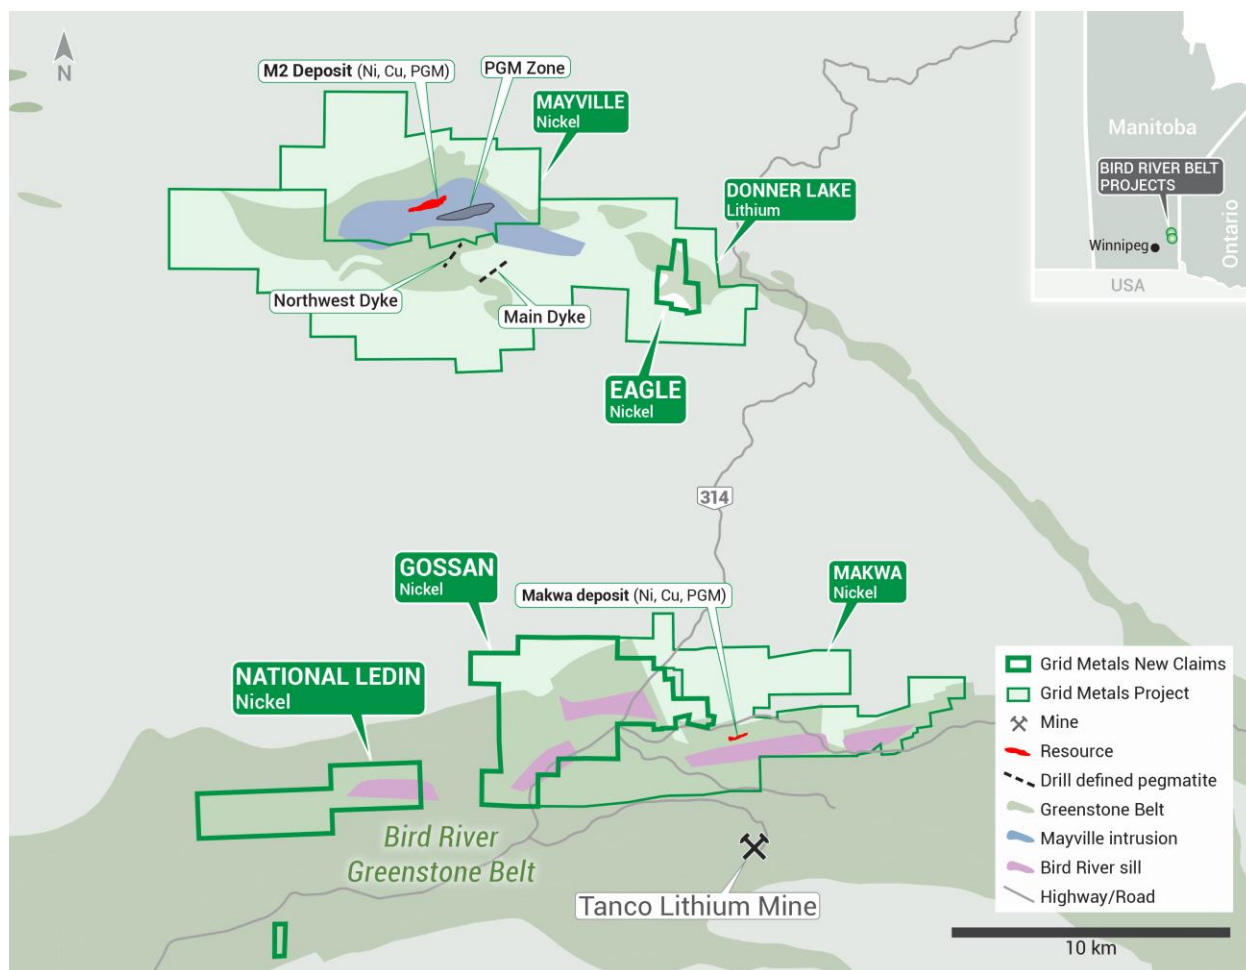 N
M2 Deposit (Ni, Cu, PGM)
PGM Zone
MAYVILLE
Nickel
DONNER LAKE
Lithium
Northwest Dyke
Main Dyke
EAGLE
Nickel
Manitoba
BIRD RIVER BELT
PROJECTS
Winnipeg
Ontario
USA
314
GOSSAN
Nickel
Makwa deposit (Ni, Cu, PGM)
MAKWA
Nickel
NATIONAL LEDIN
Nickel
Bird River
Greenstone Belt
Tanco Lithium Mine
Grid Metals New Claims
Grid Metals Project
Mine
Resource
Drill defined pegmatite
Greenstone Belt
Mayville intrusion
Bird River sill
Highway/Road
10 km